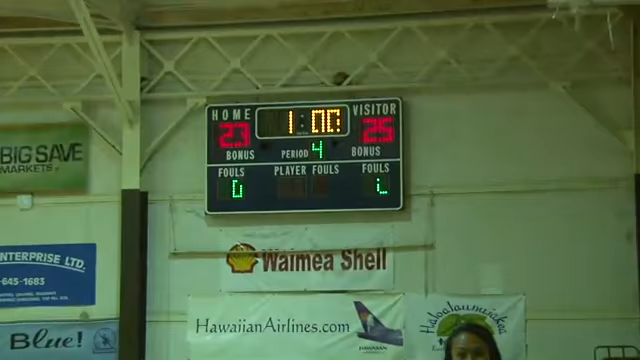 HOME
VISITOR
23
1:00
25
BONUS
PERIOD 4
BONUS
FOULS
PLAYER FOULS
FOULS
BIG SAVE
MARKETS
Waimea Shell
ENTERPRISE LTD.
-645-1683
HawaiianAirlines.com
HAWAIIAN
Blue!